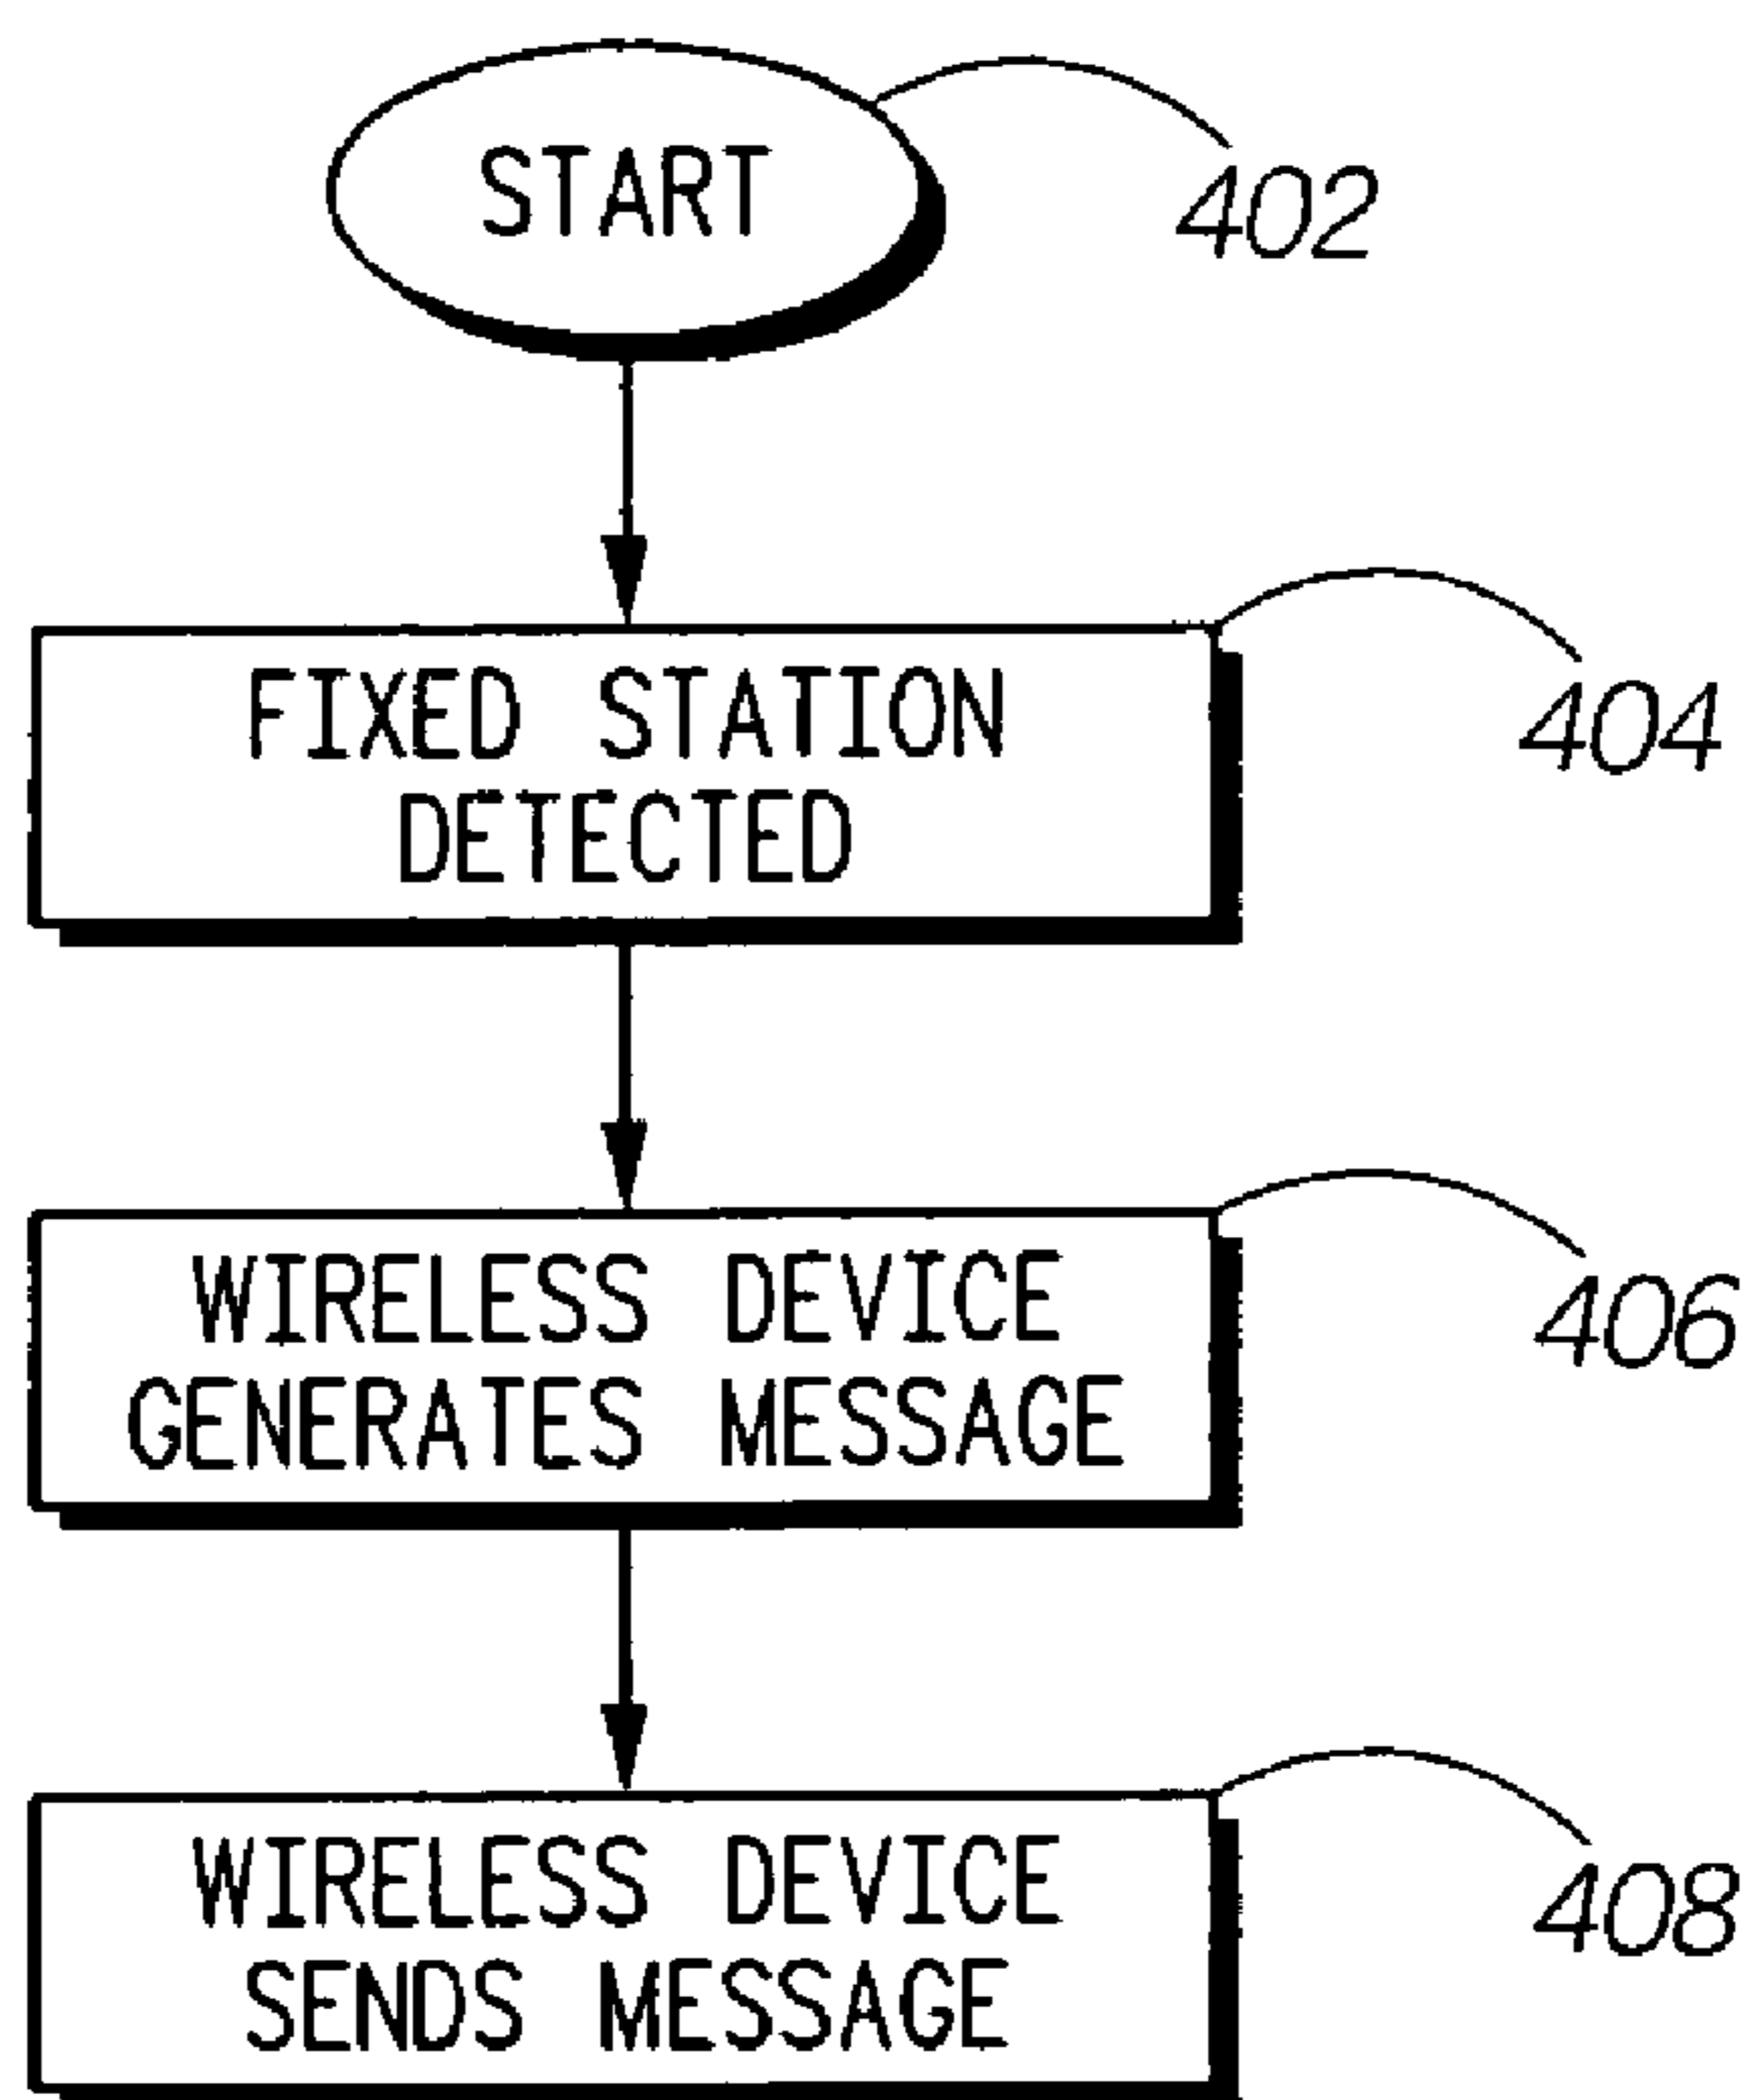 START
402
FIXED STATION
DETECTED
404
WIRELESS DEVICE
GENERATES MESSAGE
406
WIRELESS DEVICE
SENDS MESSAGE
408